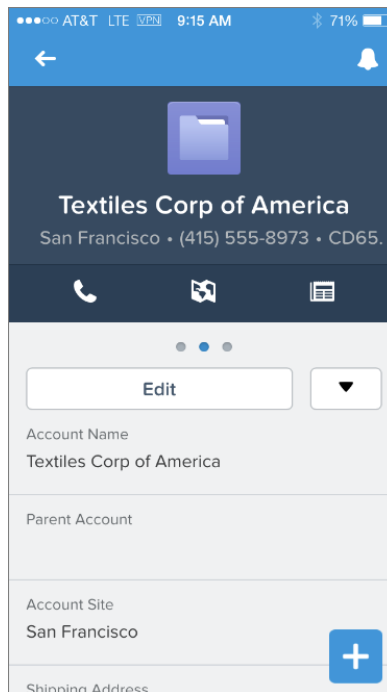 AT&T LTE VPN 9:15 AM 71%
Textiles Corp of America
San Francisco • (415) 555-8973 • CD65.
Edit
Account Name
Textiles Corp of America
Parent Account
Account Site
San Francisco
Shipping Address